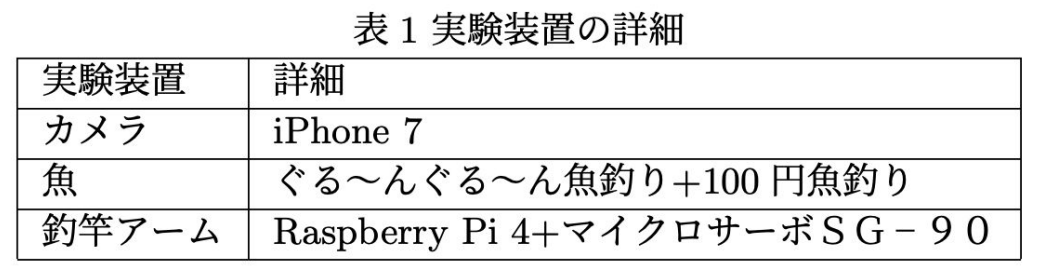 表 1 実験装置の詳細
実験装置 詳細
カメラ iPhone 7
魚 ぐる〜んぐる〜ん魚釣り+100 円魚釣り
釣竿アーム Raspberry Pi 4+マイクロサーボＳＧ−９０